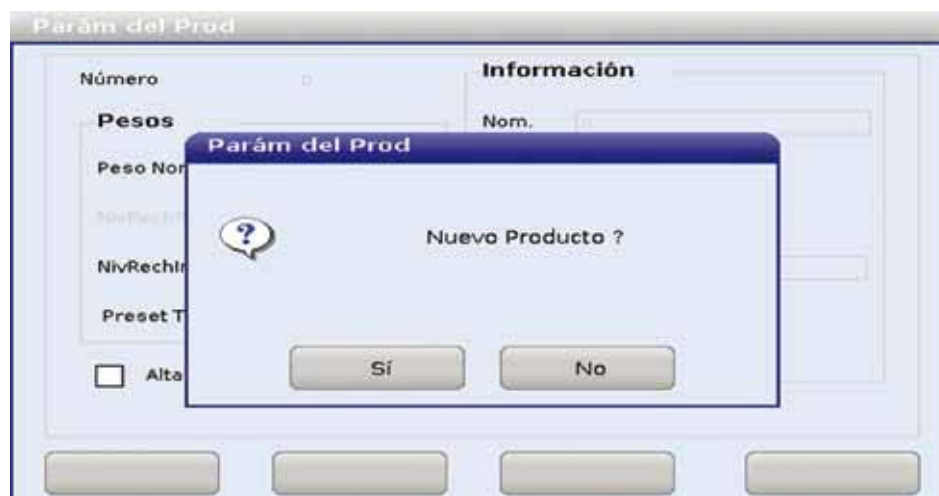 Parám del Prod
Número
Información
Pesos
Nom.
Parám del Prod
Peso Nor
?
Nuevo Producto ?
NivRechIr
Preset T
Sí
No
Alta